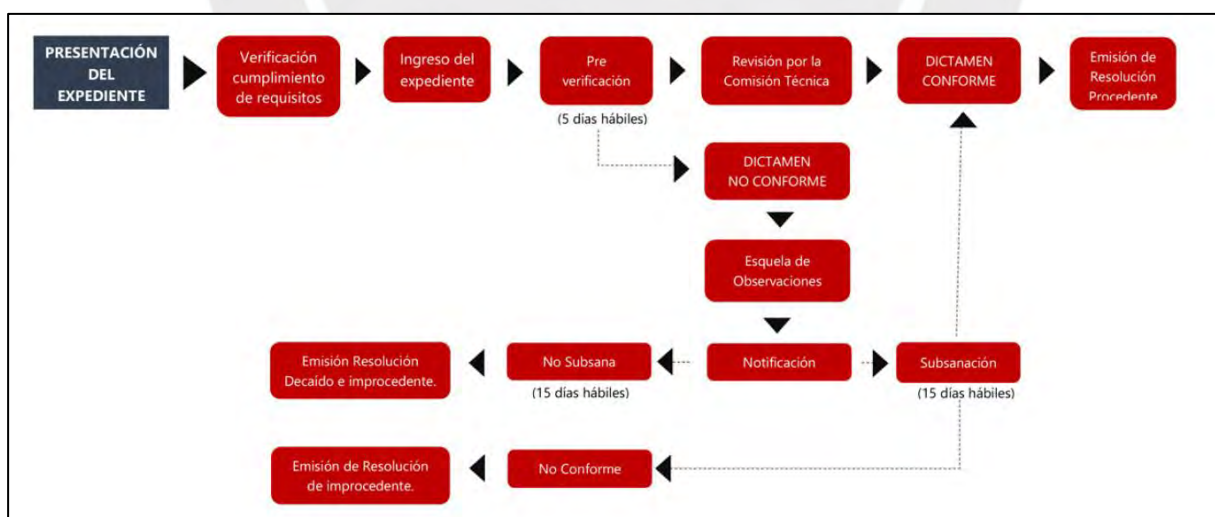 PRESENTACIÓN
DEL
EXPEDIENTE
Verificación
cumplimiento
de requisitos
Ingreso del
expediente
Pre
verificación
(5 días hábiles)
Revisión por la
Comisión Técnica
DICTAMEN
CONFORME
Emisión de
Resolución
Procedente
DICTAMEN
NO CONFORME
Esquela de
Observaciones
Emisión Resolución
Decaído e improcedente.
No Subsana
(15 días hábiles)
Notificación
Subsanación
(15 días hábiles)
Emisión de Resolución
de improcedente.
No Conforme